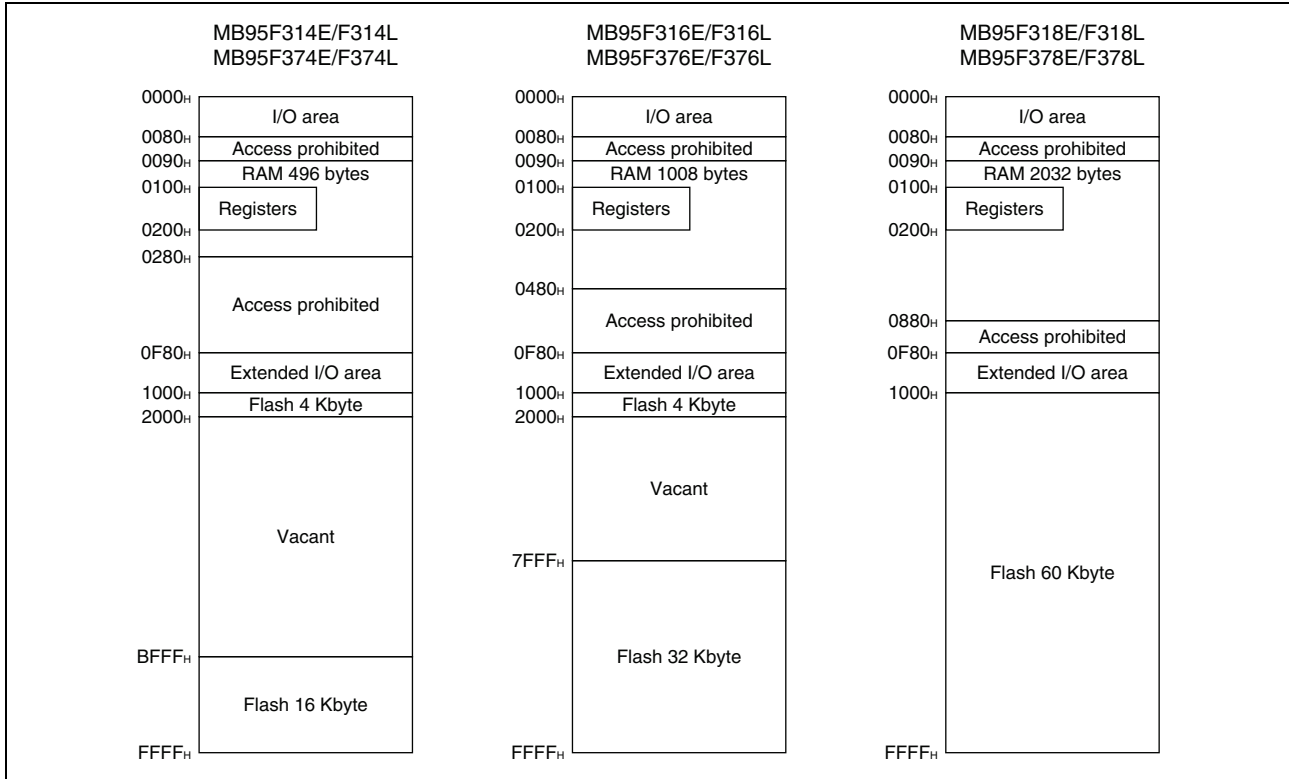 MB95F314E/F314L
MB95F374E/F374L
0000H
I/O area
0080H
Access prohibited
0090H
RAM 496 bytes
0100H
Registers
0200H
0280H
Access prohibited
0F80H
Extended I/O area
1000H
Flash 4 Kbyte
2000H
Vacant
BFFFH
Flash 16 Kbyte
FFFFH
MB95F316E/F316L
MB95F376E/F376L
0000H
I/O area
0080H
Access prohibited
0090H
RAM 1008 bytes
0100H
Registers
0200H
0480H
Access prohibited
0F80H
Extended I/O area
1000H
Flash 4 Kbyte
2000H
Vacant
7FFFH
Flash 32 Kbyte
FFFFH
MB95F318E/F318L
MB95F378E/F378L
0000H
I/O area
0080H
Access prohibited
0090H
RAM 2032 bytes
0100H
Registers
0200H
0880H
Access prohibited
0F80H
Extended I/O area
1000H
Flash 60 Kbyte
FFFFH